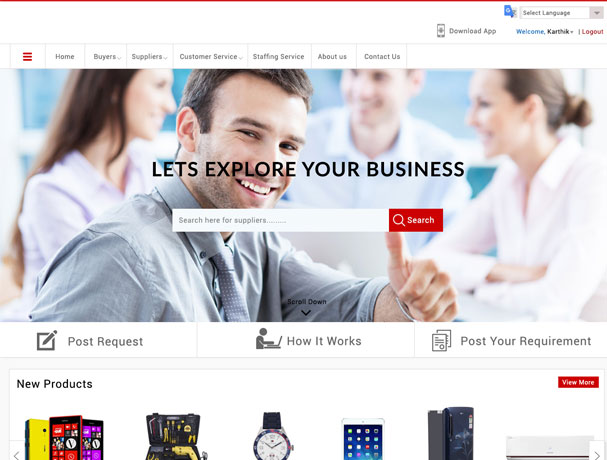 Select Language
Download App
Welcome, Karthik | Logout
Home Buyers Suppliers Customer Service Staffing Service About us Contact Us
LETS EXPLORE YOUR BUSINESS
Search here for suppliers......... Search
Scroll Down
Post Request How It Works Post Your Requirement
New Products View More